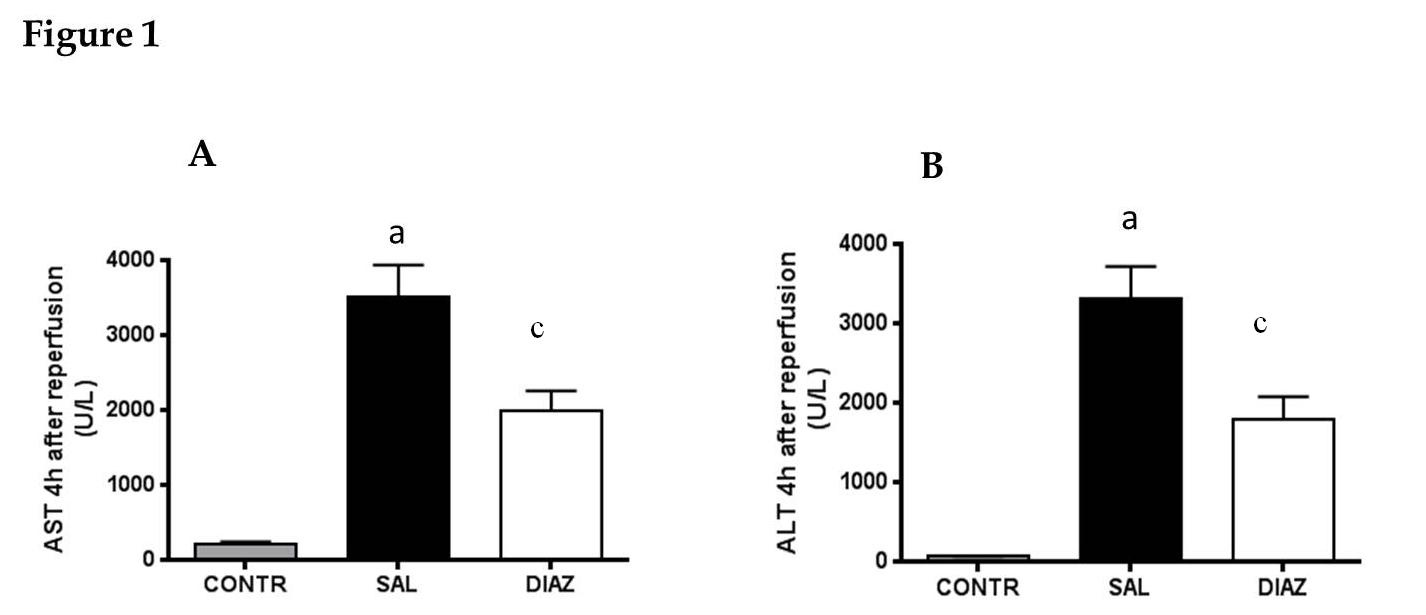 Figure 1
A
a
c
4000
3000
2000
1000
0
AST 4h after reperfusion
(U/L)
CONTR SAL DIAZ
B
a
c
4000
3000
2000
1000
0
ALT 4h after reperfusion
(U/L)
CONTR SAL DIAZ